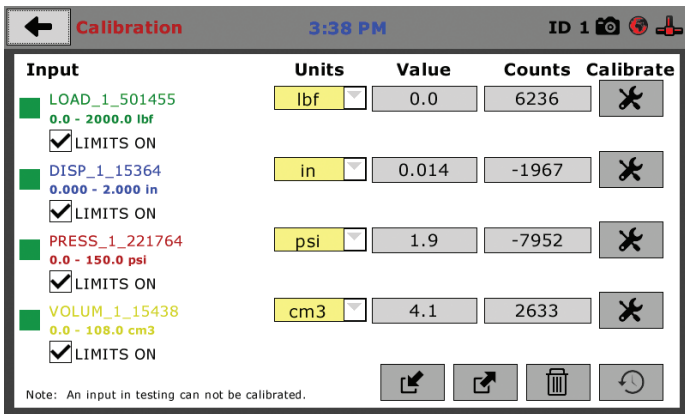 Calibration 3:38 PM ID 1
Input Units Value Counts Calibrate
LOAD_1_501455 lbf 0.0 6236
0.0 - 2000.0 lbf
LIMITS ON
DISP_1_15364 in 0.014 -1967
0.000 - 2.000 in
LIMITS ON
PRESS_1_221764 psi 1.9 -7952
0.0 - 150.0 psi
LIMITS ON
VOLUM_1_15438 cm3 4.1 2633
0.0 - 108.0 cm3
LIMITS ON
Note: An input in testing can not be calibrated.